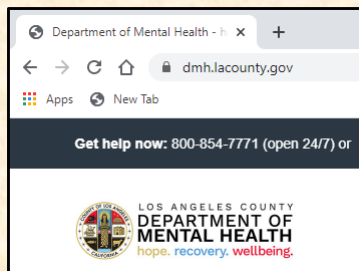 Department of Mental Health - h
dmh.lacounty.gov
Apps New Tab
Get help now: 800-854-7771 (open 24/7) or
LOS ANGELES COUNTY
DEPARTMENT OF
MENTAL HEALTH
hope. recovery. wellbeing.